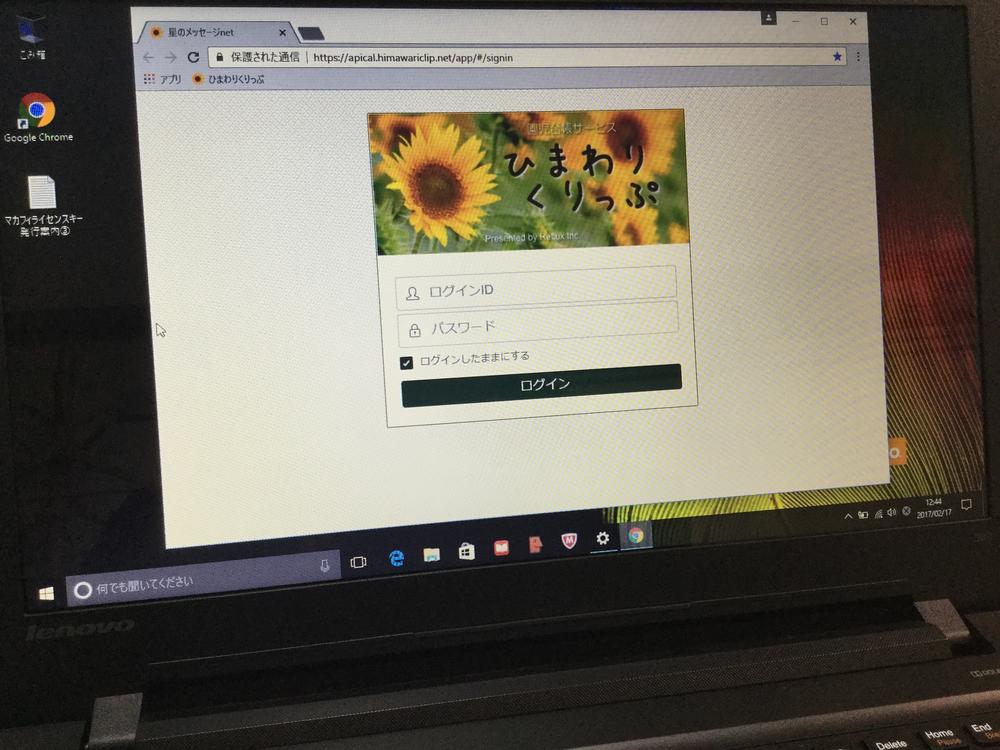 ごみ箱
Google Chrome
マカフィライセンスキー
発行案内③
星のメッセージnet
保護された通信
https://apical.himawariclip.net/app/#/signin
アプリ
ひまわりくりっぷ
園児台帳サービス
ひまわり
くりっぷ
Presented by Reflux Inc.
ログインID
パスワード
ログインしたままにする
ログイン
何でも聞いてください
12:44
2017/02/17
lenovo
Delete
Home
Pause
End